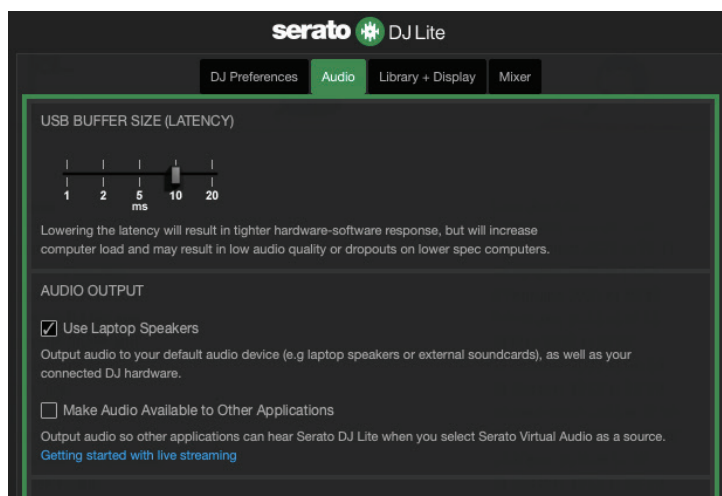 serato DJ Lite
DJ Preferences Audio Library + Display Mixer
USB BUFFER SIZE (LATENCY)
1 2 5 10 20
ms
Lowering the latency will result in tighter hardware-software response, but will increase
computer load and may result in low audio quality or dropouts on lower spec computers.
AUDIO OUTPUT
Use Laptop Speakers
Output audio to your default audio device (e.g laptop speakers or external soundcards), as well as your
connected DJ hardware.
Make Audio Available to Other Applications
Output audio so other applications can hear Serato DJ Lite when you select Serato Virtual Audio as a source.
Getting started with live streaming